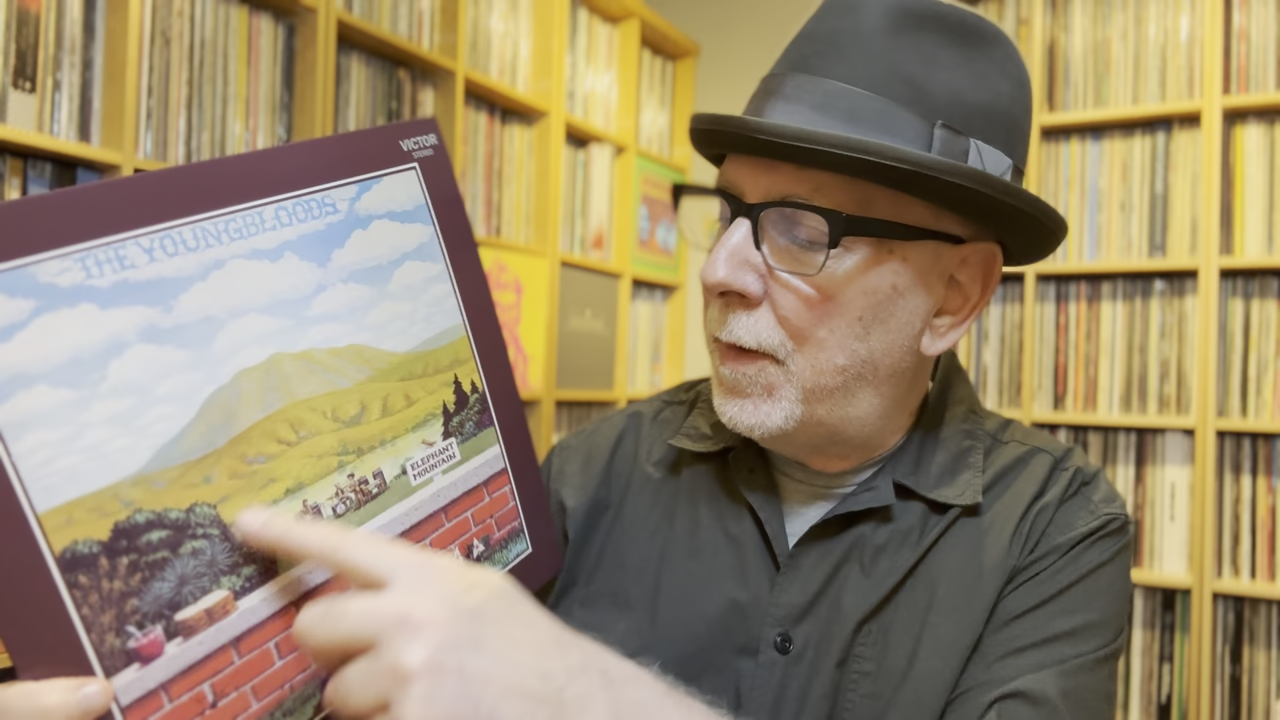 VICTOR
STEREO
THE YOUNGBLOODS
ELEPHANT
MOUNTAIN